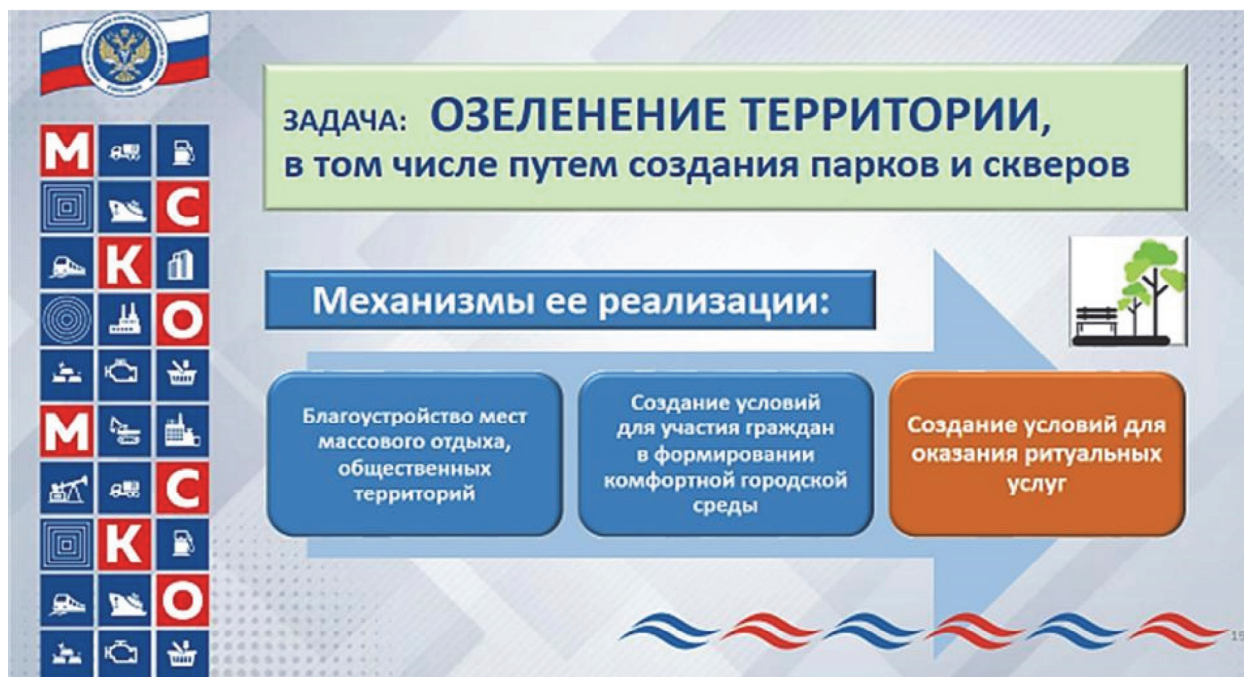 ЗАДАЧА: ОЗЕЛЕНЕНИЕ ТЕРРИТОРИИ,
в том числе путем создания парков и скверов
М
С
К
О
М
С
К
О
Механизмы ее реализации:
Благоустройство мест
массового отдыха,
общественных
территорий
Создание условий
для участия граждан
в формировании
комфортной городской
среды
Создание условий для
оказания ритуальных
услуг